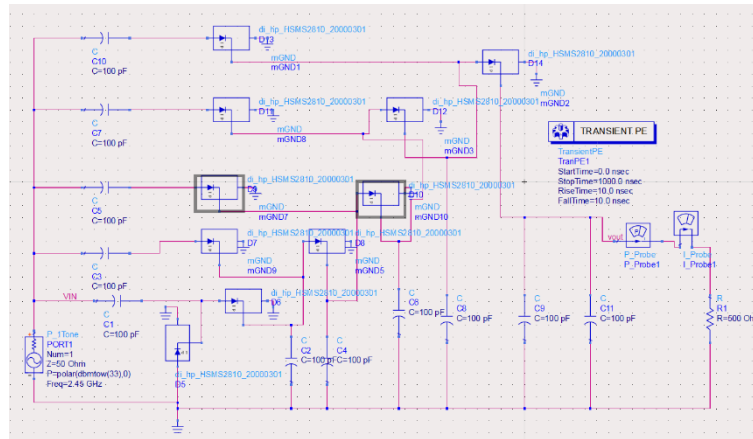 di_hp_HSMS2810_20000301
D13
C
C10
C=100 pF
mGND
mGND1
di_hp_HSMS2810_20000301
D14
mGND
mGND2
di_hp_HSMS2810_20000301
D11
di_hp_HSMS2810_20000301
D12
C
C7
C=100 pF
mGND
mGND8
mGND
mGND3
TRANSIENT PE
TransientPE
TranPE1
StartTime=0.0 nsec
StopTime=1000.0 nsec
RiseTime=10.0 nsec
FallTime=10.0 nsec
di_hp_HSMS2810_20000301
D9
D10
C
C5
C=100 pF
mGND
mGND7
mGND
mGND10
di_hp_HSMS2810_20000301
D7
D8
C
C3
C=100 pF
mGND
mGND9
mGND
mGND5
vout
P_Probe
P_Probe1
I_Probe
I_Probe1
VIN
C
C1
C=100 pF
di_hp_HSMS2810_20000301
D6
C
C6
C=100 pF
C
C8
C=100 pF
C
C9
C=100 pF
C
C11
C=100 pF
R
R1
R=500 Oh
P_1Tone
PORT1
Num=1
Z=50 Ohm
P=polar(dbmtow(33),0)
Freq=2.45 GHz
di_hp_HSMS2810_20000301
D5
C
C2
C=100 pF
C
C4
C=100 pF